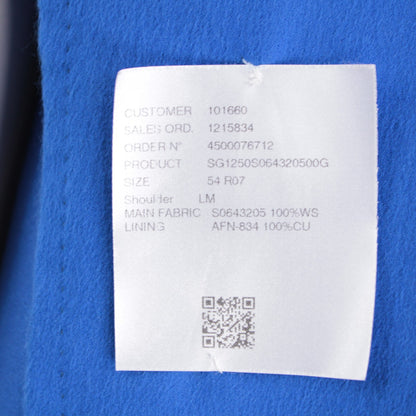 CUSTOMER 101660
SALES ORD. 1215834
ORDER N° 4500076712
PRODUCT SG1250S064320500G
SIZE 54 R07
Shoulder LM
MAIN FABRIC S0643205 100%WS
LINING AFN-834 100%CU